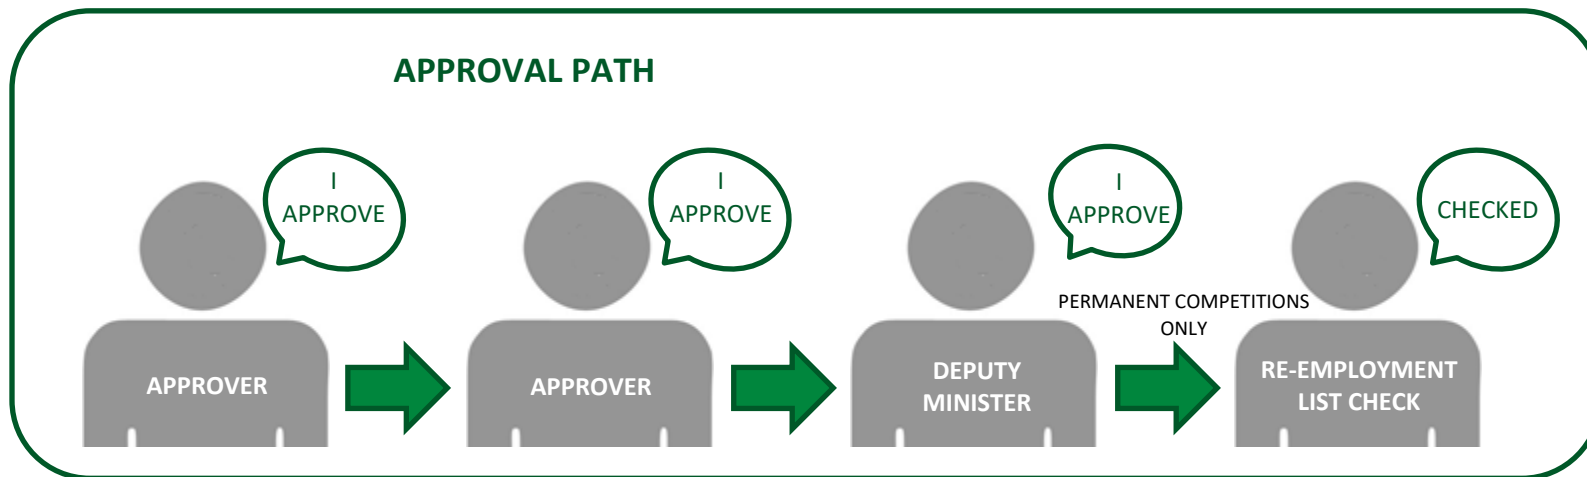 APPROVAL PATH
I
APPROVE
I
APPROVE
I
APPROVE
CHECKED
PERMANENT COMPETITIONS
ONLY
APPROVER
APPROVER
DEPUTY
MINISTER
RE-EMPLOYMENT
LIST CHECK